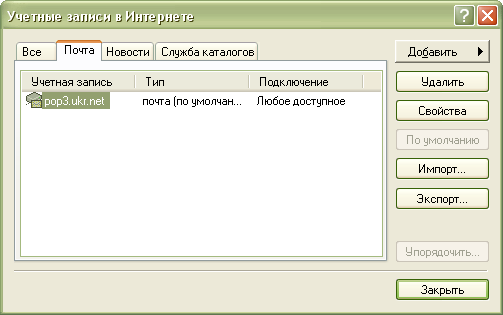 Учетные записи в Интернете
Все Почта Новости Служба каталогов
Добавить
Учетная запись Тип Подключение
Удалить
pop3.ukr.net почта (по умолчан... Любое доступное
Свойства
По умолчанию
Импорт...
Экспорт...
Упорядочить...
Закрыть